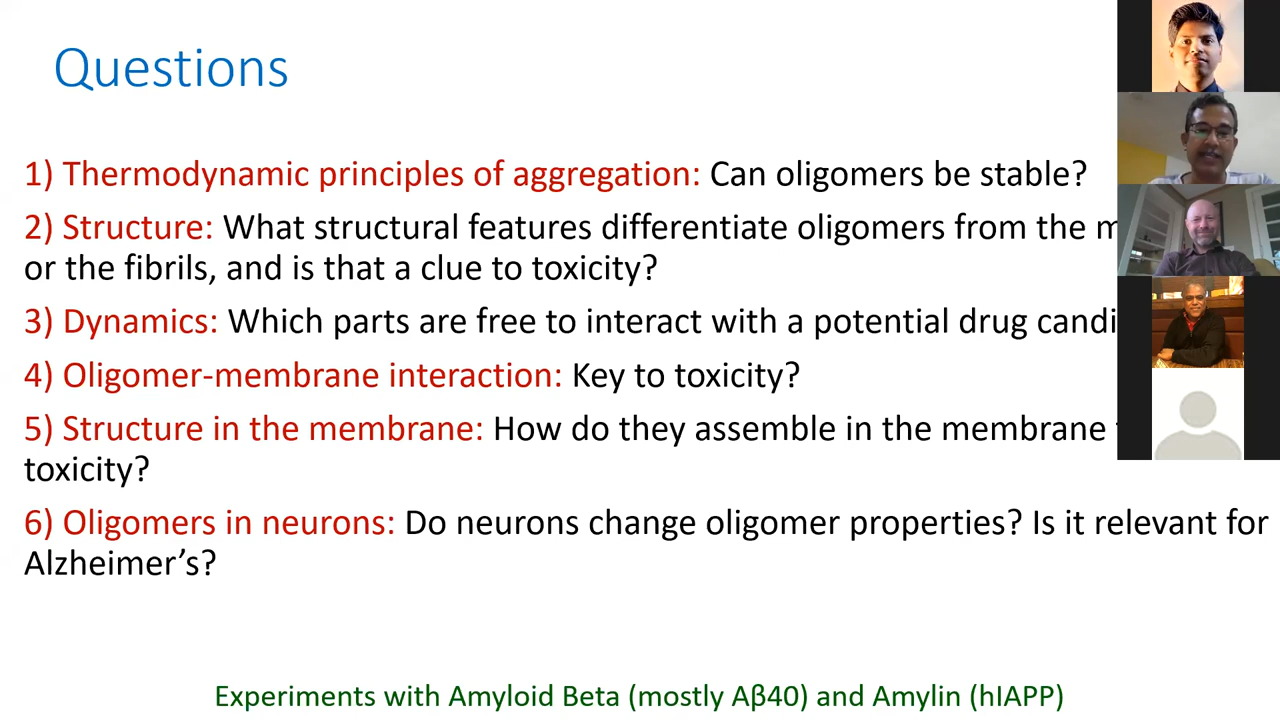 Questions
1) Thermodynamic principles of aggregation: Can oligomers be stable?
2) Structure: What structural features differentiate oligomers from the
or the fibrils, and is that a clue to toxicity?
3) Dynamics: Which parts are free to interact with a potential drug
4) Oligomer-membrane interaction: Key to toxicity?
5) Structure in the membrane: How do they assemble in the membrane
toxicity?
6) Oligomers in neurons: Do neurons change oligomer properties? Is it relevant for
Alzheimer’s?
Experiments with Amyloid Beta (mostly Aβ40) and Amylin (hIAPP)